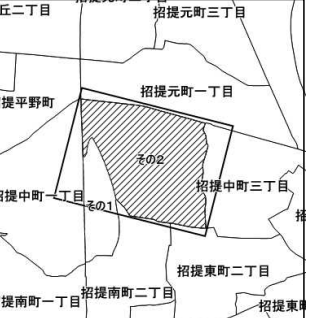 丘二丁目
招提元町三丁目
招提元町一丁目
提平野町
その2
招提中町三丁目
招提中町一丁目
その1
招提東町二丁目
招提南町二丁目
提南町一丁目
招提東町
招